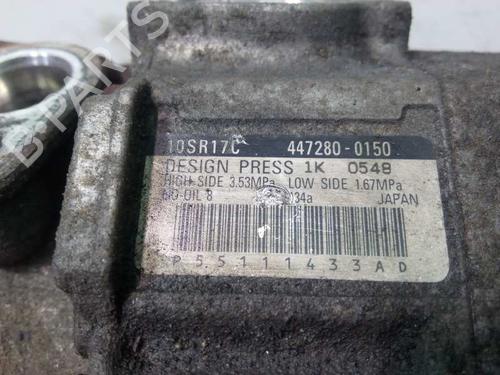 10SR17C 447280-0150
DESIGN PRESS 1K 0548
HIGH SIDE 3.53MPa LOW SIDE 1.67MPa
ND-OIL 8 134a JAPAN
P55111433AD
B-PARTS